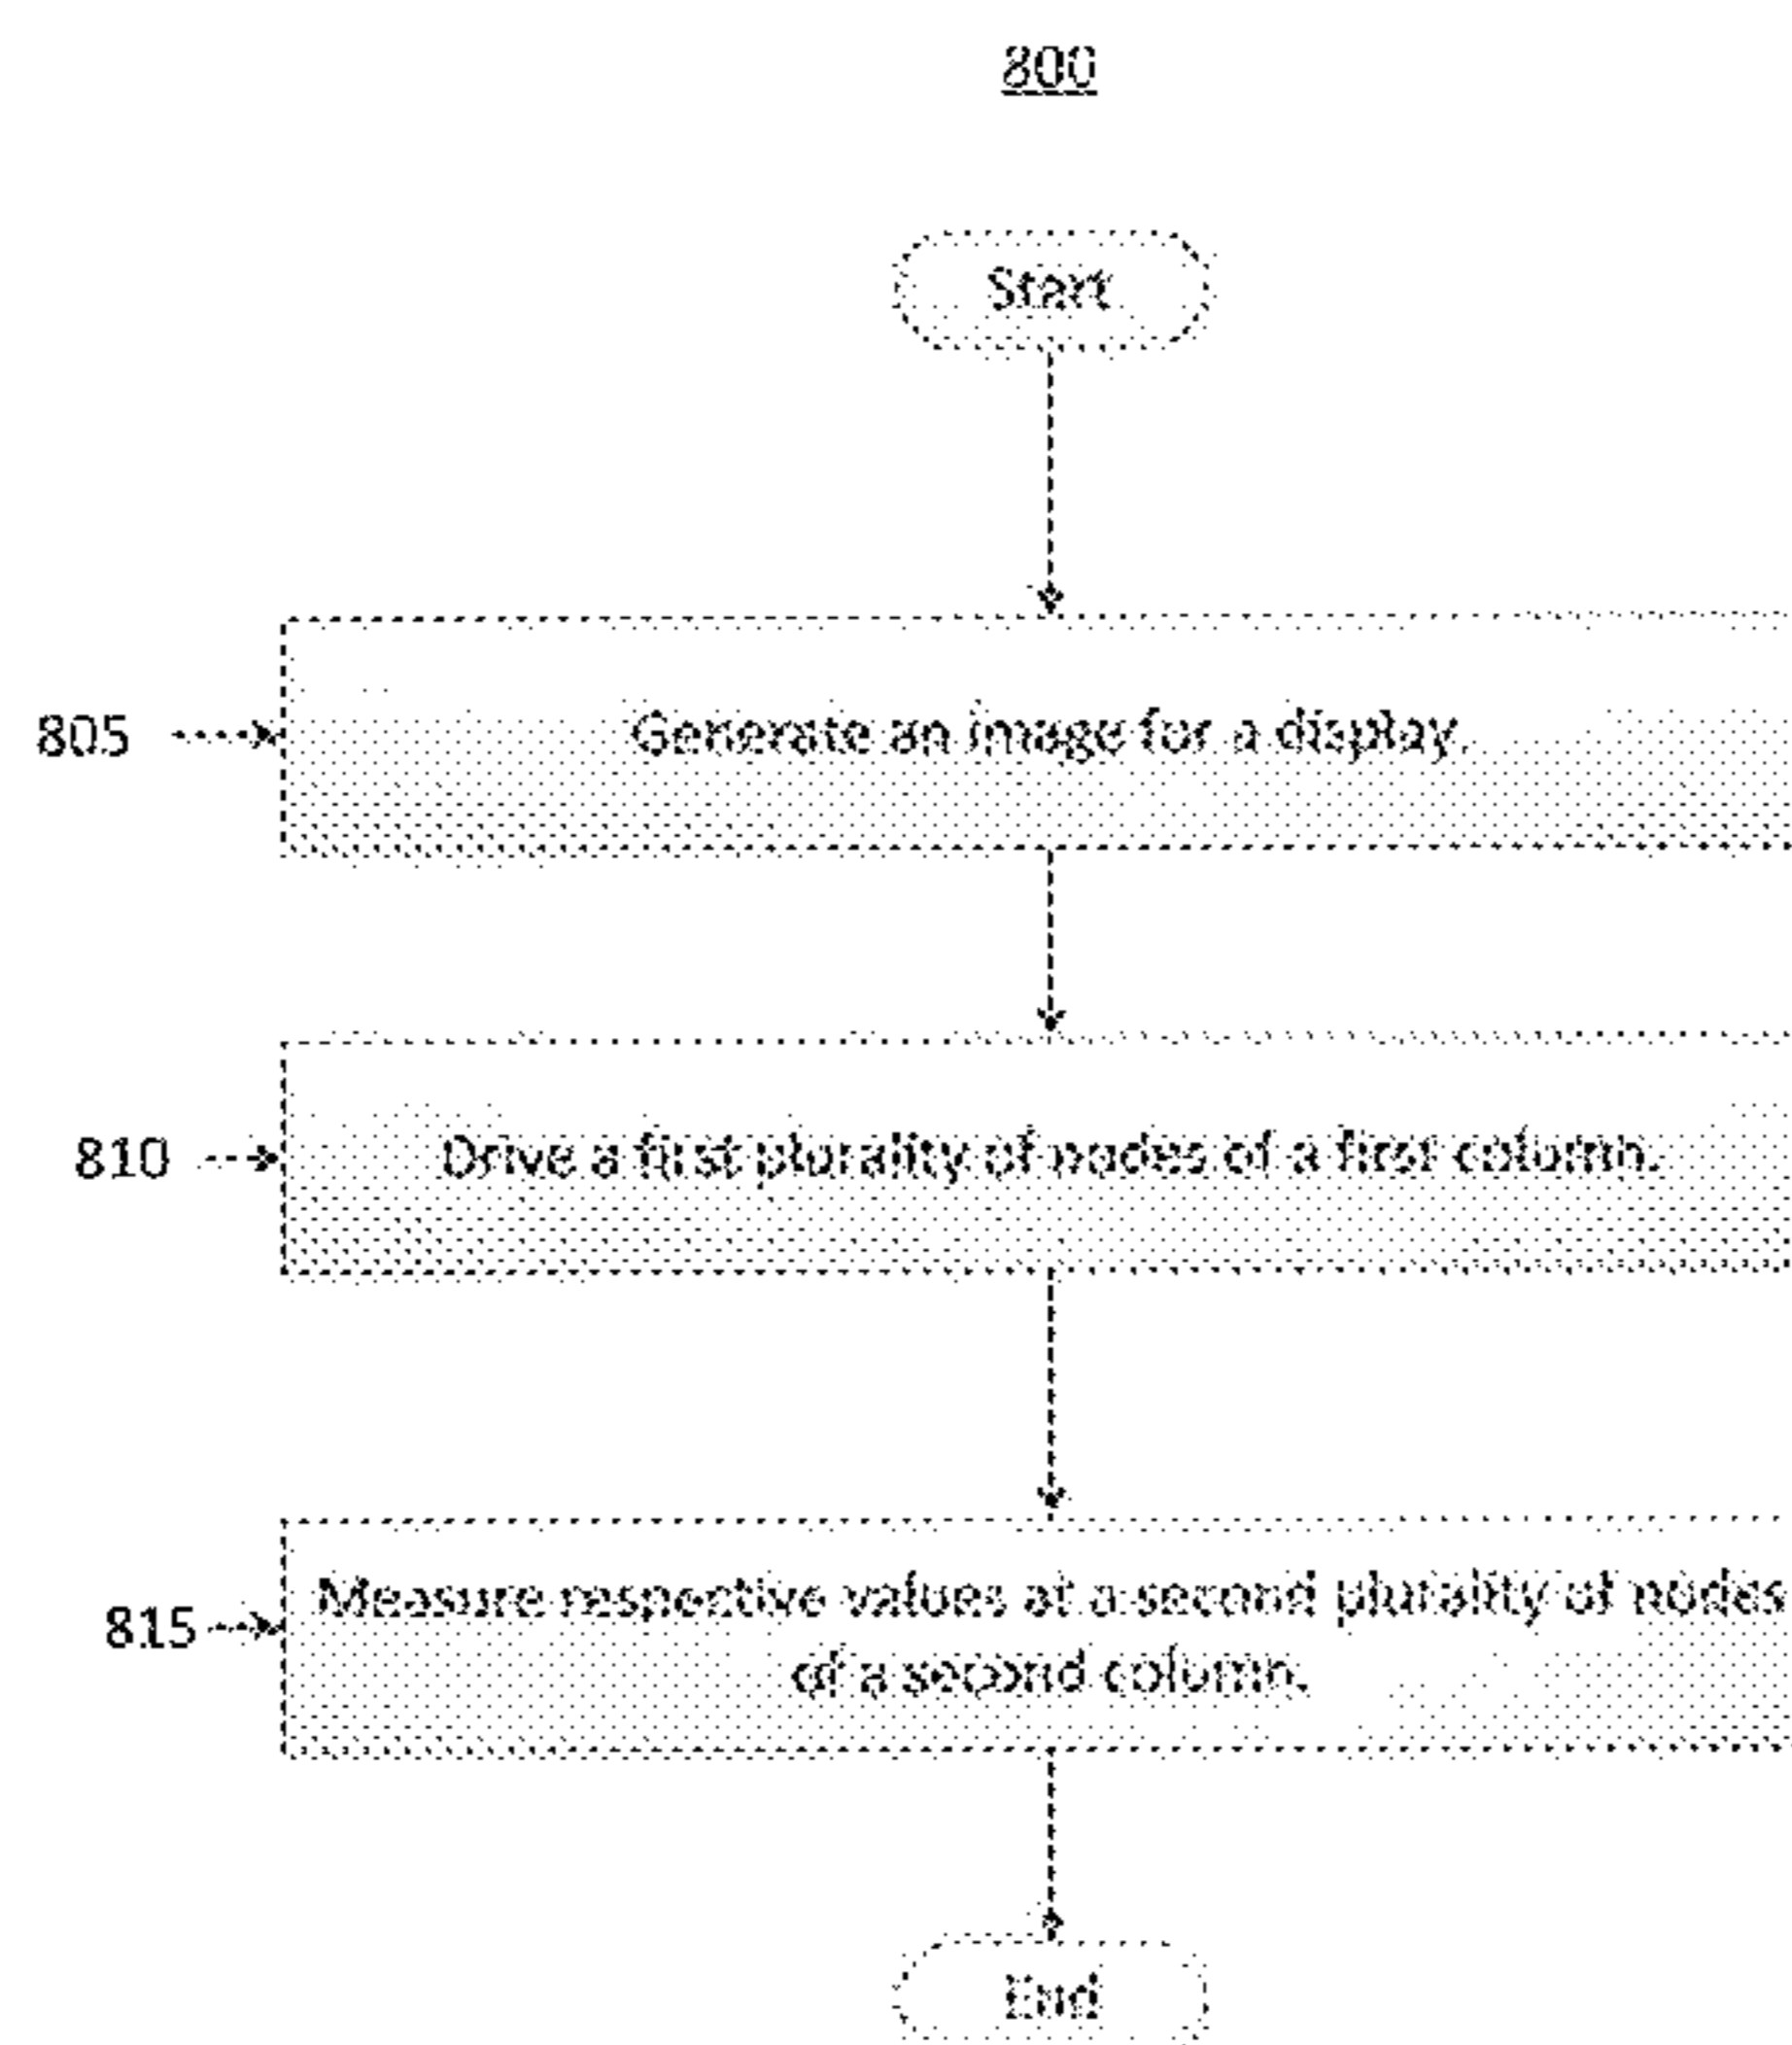 800
Start
805
Generate an image for a display.
810
Drive a first plurality of nodes of a first column.
815
Measure respective values at a second plurality of nodes
of a second column.
End